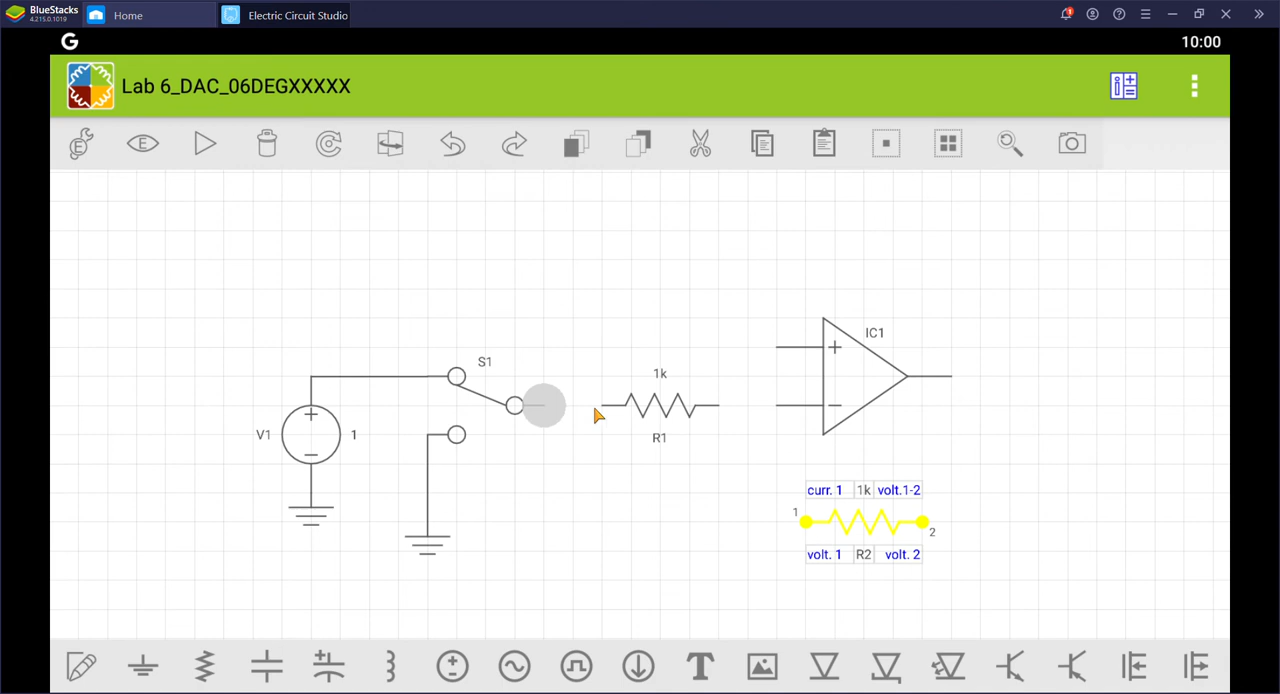 BlueStacks
4.215.0.1019
Home
Electric Circuit Studio
G
10:00
Lab 6_DAC_06DEGXXXXX
E
E
i
IC1
S1
1k
V1
1
R1
curr. 1 1k volt.1-2
1
2
volt. 1 R2 volt. 2
T